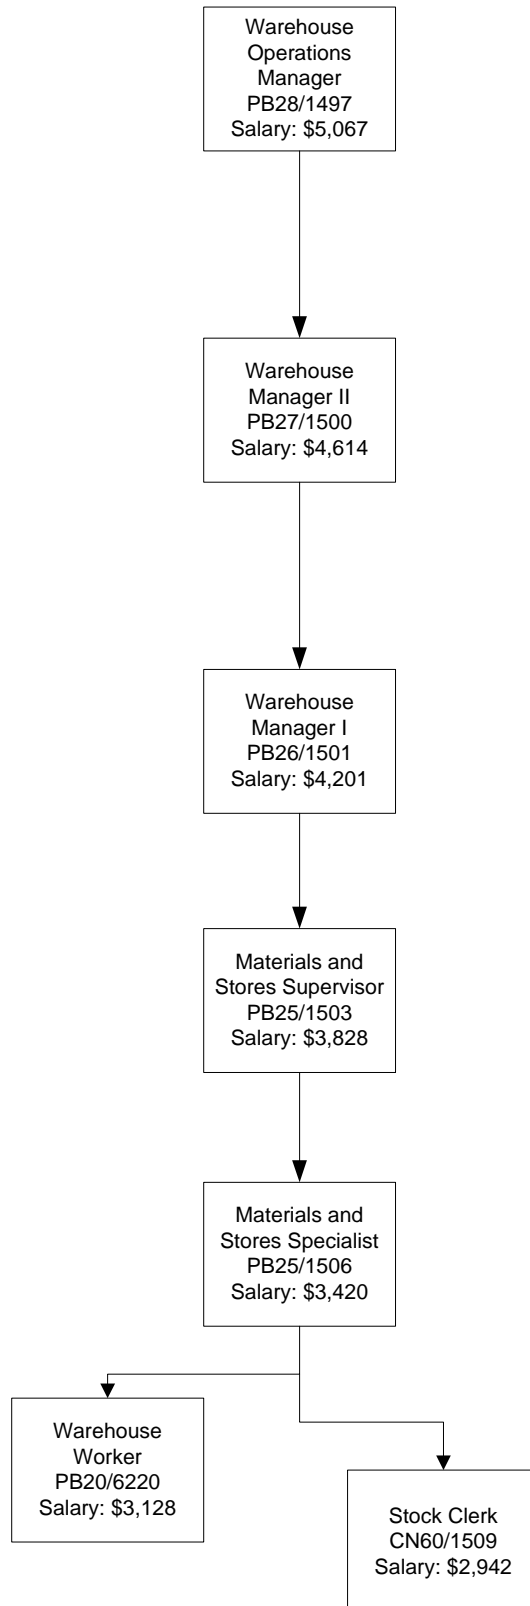 Warehouse
Operations
Manager
PB28/1497
Salary: $5,067
Warehouse
Manager II
PB27/1500
Salary: $4,614
Warehouse
Manager I
PB26/1501
Salary: $4,201
Materials and
Stores Supervisor
PB25/1503
Salary: $3,828
Materials and
Stores Specialist
PB25/1506
Salary: $3,420
Warehouse
Worker
PB20/6220
Salary: $3,128
Stock Clerk
CN60/1509
Salary: $2,942